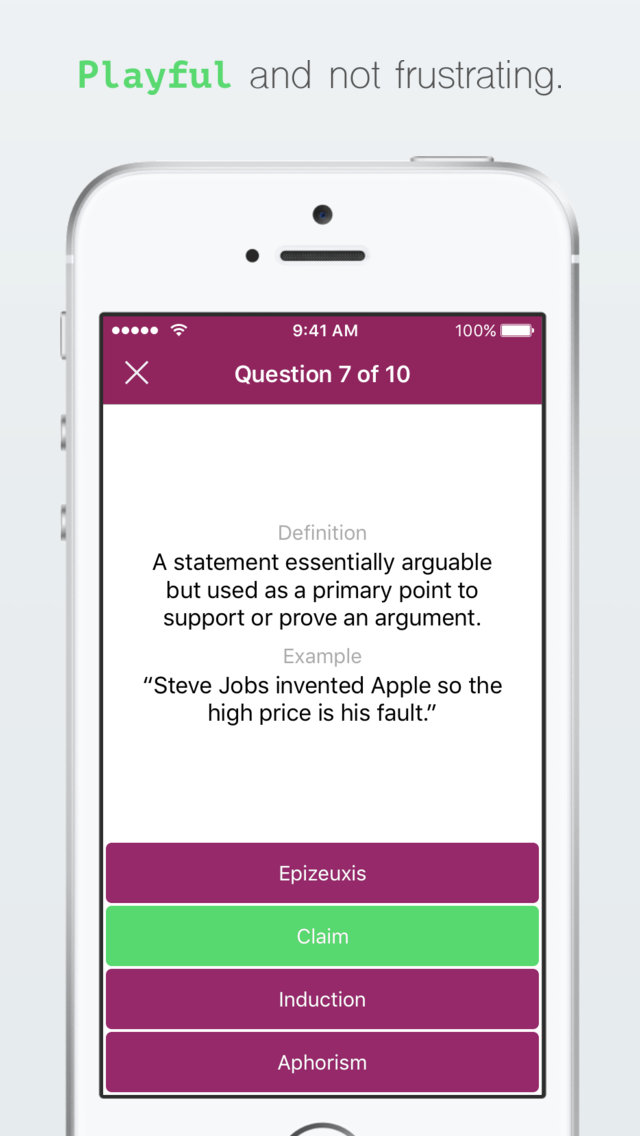 Playful and not frustrating.
9:41 AM
100%
Question 7 of 10
Definition
A statement essentially arguable
but used as a primary point to
support or prove an argument.
Example
“Steve Jobs invented Apple so the
high price is his fault.”
Epizeuxis
Claim
Induction
Aphorism